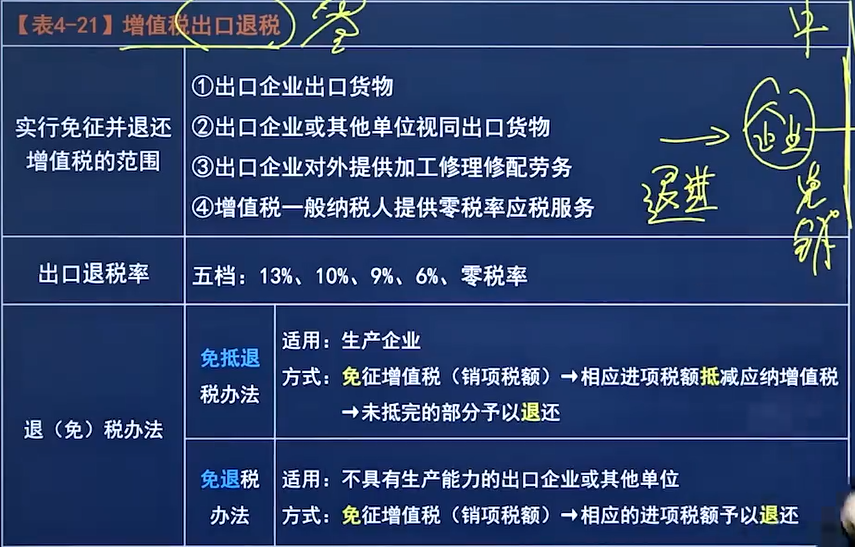 【表4-21】增值税出口退税
实行免征并退还
增值税的范围
①出口企业出口货物
②出口企业或其他单位视同出口货物
③出口企业对外提供加工修理修配劳务
④增值税一般纳税人提供零税率应税服务
企业
退进
免
销
出口退税率
五档：13%、10%、9%、6%、零税率
退（免）税办法
免抵退
税办法
适用：生产企业
方式：免征增值税（销项税额）→相应进项税额抵减应纳增值税
→未抵完的部分予以退还
免退税
办法
适用：不具有生产能力的出口企业或其他单位
方式：免征增值税（销项税额）→相应的进项税额予以退还